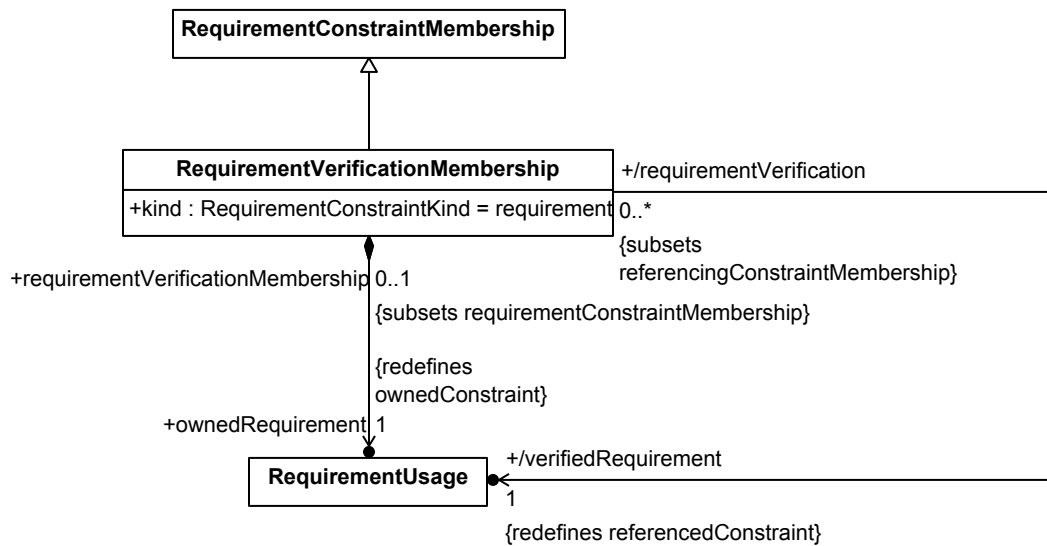 RequirementConstraintMembership
RequirementVerificationMembership
+/requirementVerification
+kind : RequirementConstraintKind = requirement
0..*
{subsets
referencingConstraintMembership}
+requirementVerificationMembership
0..1
{subsets requirementConstraintMembership}
{redefines
ownedConstraint}
+ownedRequirement
1
RequirementUsage
+/verifiedRequirement
1
{redefines referencedConstraint}